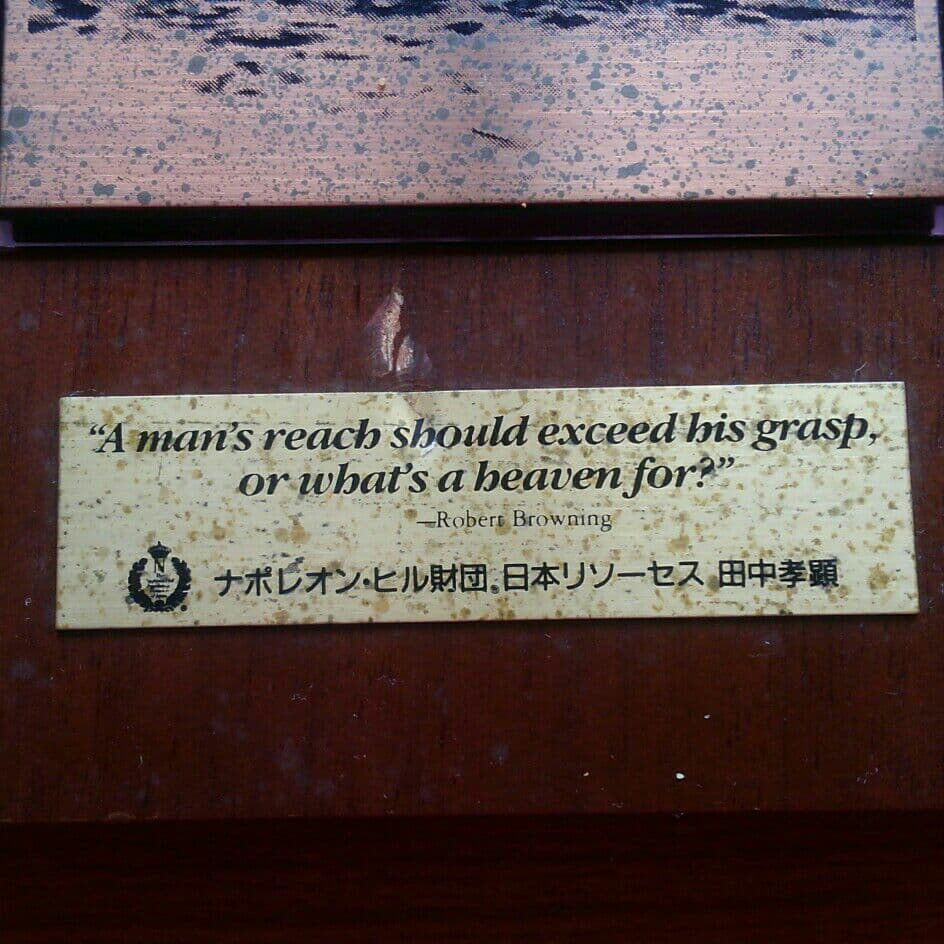 “A man's reach should exceed his grasp,
or what's a heaven for?”
—Robert Browning
ナポレオン・ヒル財団®日本リソーセス 田中孝顕